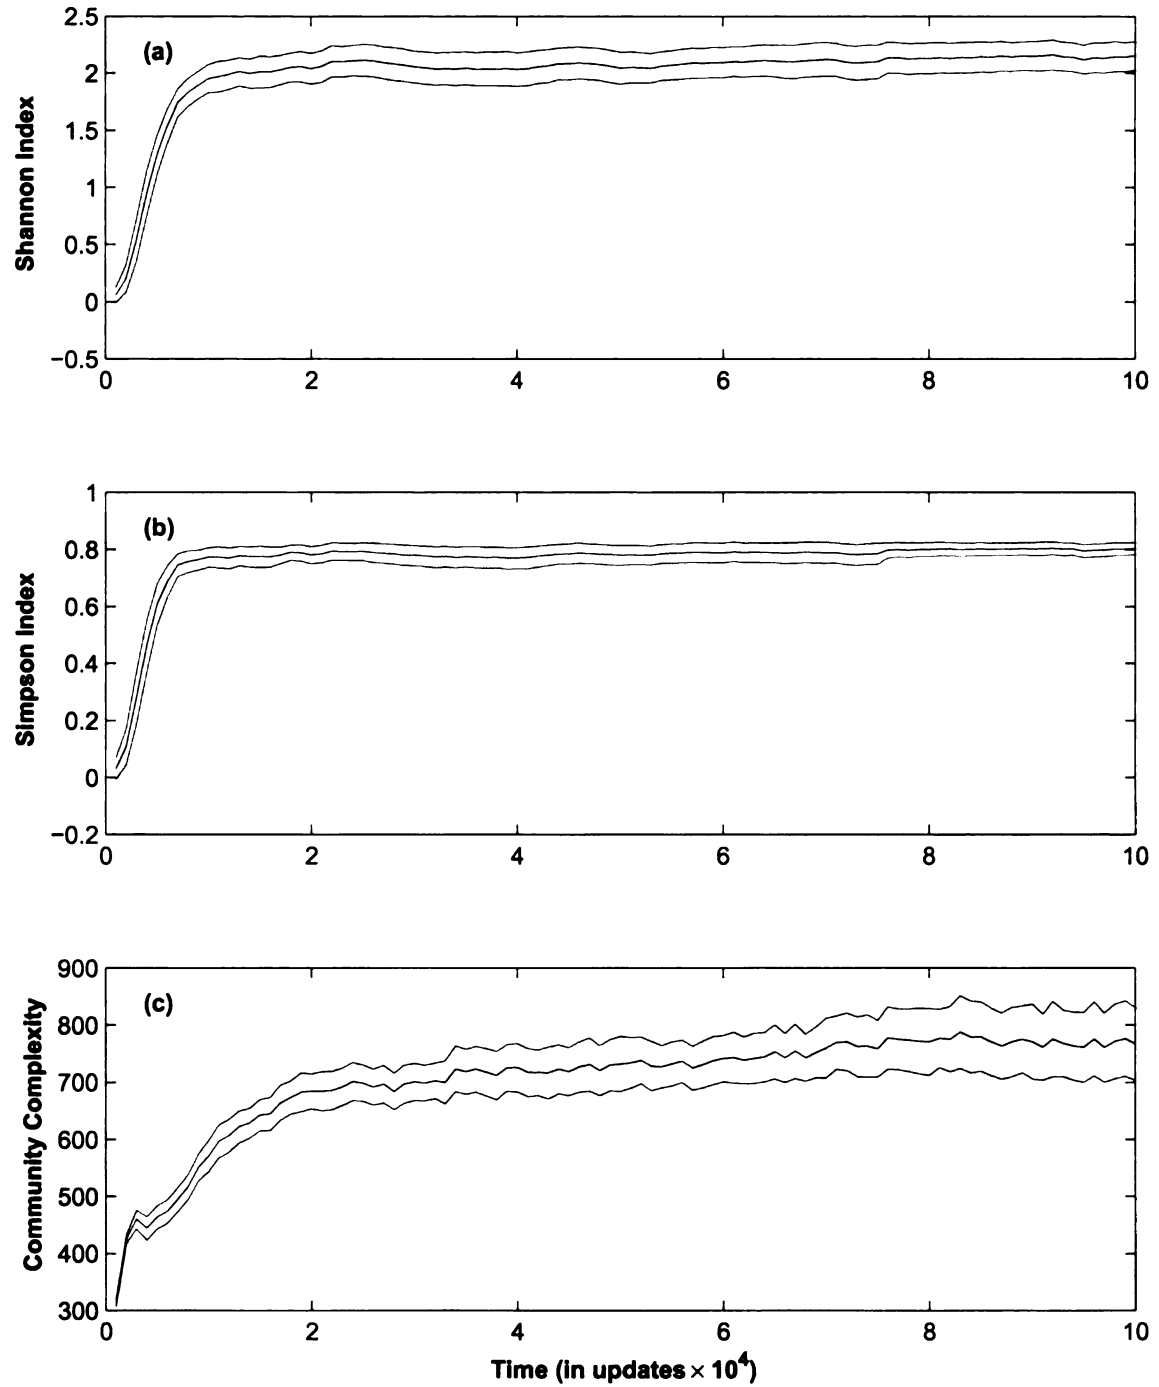 2.5
(a)
2
1.5
1
0.5
0
−0.5
Shannon Index
0 2 4 6 8 10
1
(b)
0.8
0.6
0.4
0.2
0
−0.2
Simpson Index
0 2 4 6 8 10
900
(c)
800
700
600
500
400
300
Community Complexity
0 2 4 6 8 10
Time (in updates × 10⁴)